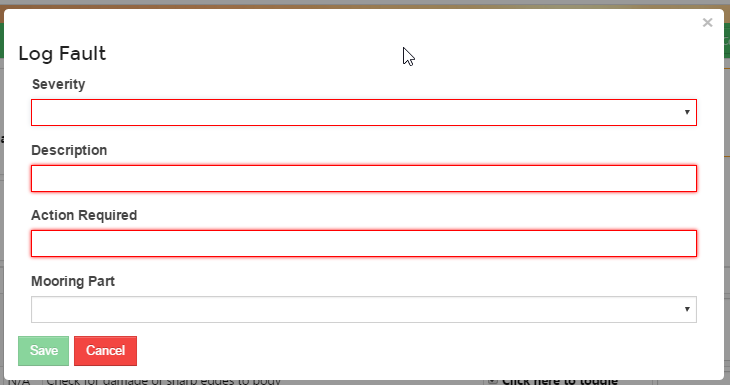 ×
Log Fault
Severity
Description
Action Required
Mooring Part
Save Cancel
N/A Check for damage or sharp edges to body Click here to toggle